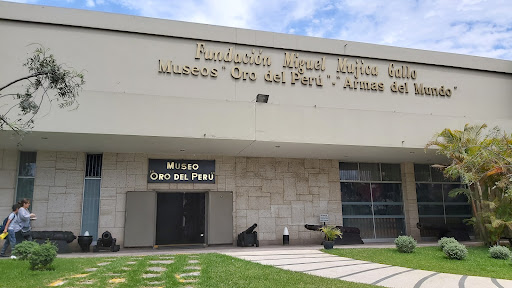 Fundación Miguel Mujica Gallo
Museos "Oro del Perú" - "Armas del Mundo"
MUSEO
"ORO DEL PERÚ"